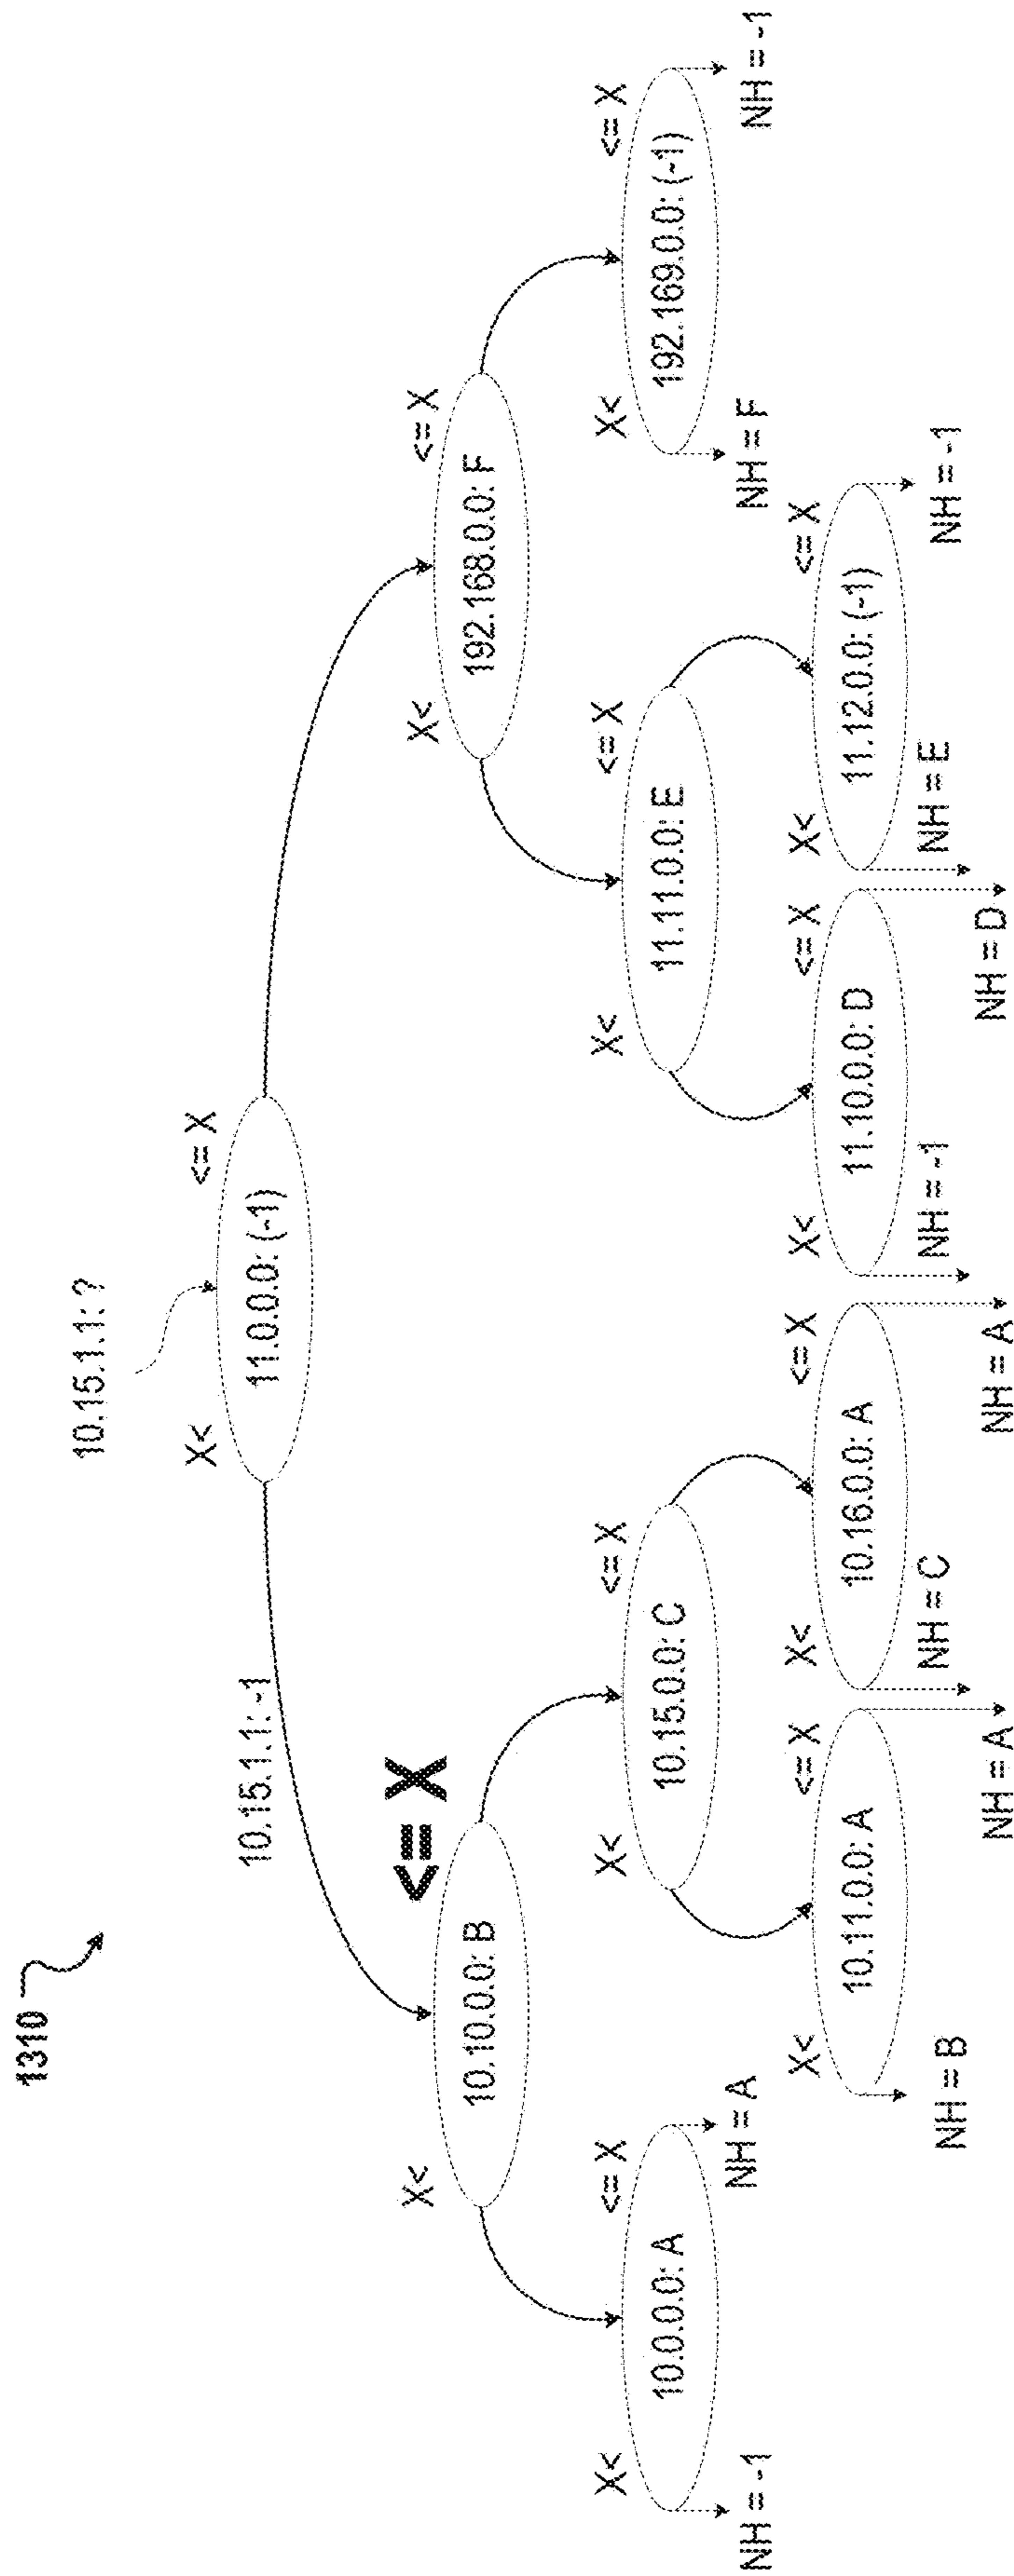 1310
10.15.1.1: ?
X<
<= X
11.0.0.0: (-1)
10.15.1.1: -1
X<
<= X
10.10.0.0: B
X<
<= X
192.168.0.0: F
X<
<= X
10.0.0.0: A
NH = -1
NH = A
X<
<= X
10.15.0.0: C
X<
<= X
11.11.0.0: E
X<
<= X
192.169.0.0: (-1)
NH = F
NH = -1
X<
<= X
10.11.0.0: A
NH = B
NH = A
X<
<= X
10.16.0.0: A
NH = C
NH = A
X<
<= X
11.10.0.0: D
NH = -1
NH = D
X<
<= X
11.12.0.0: (-1)
NH = E
NH = -1